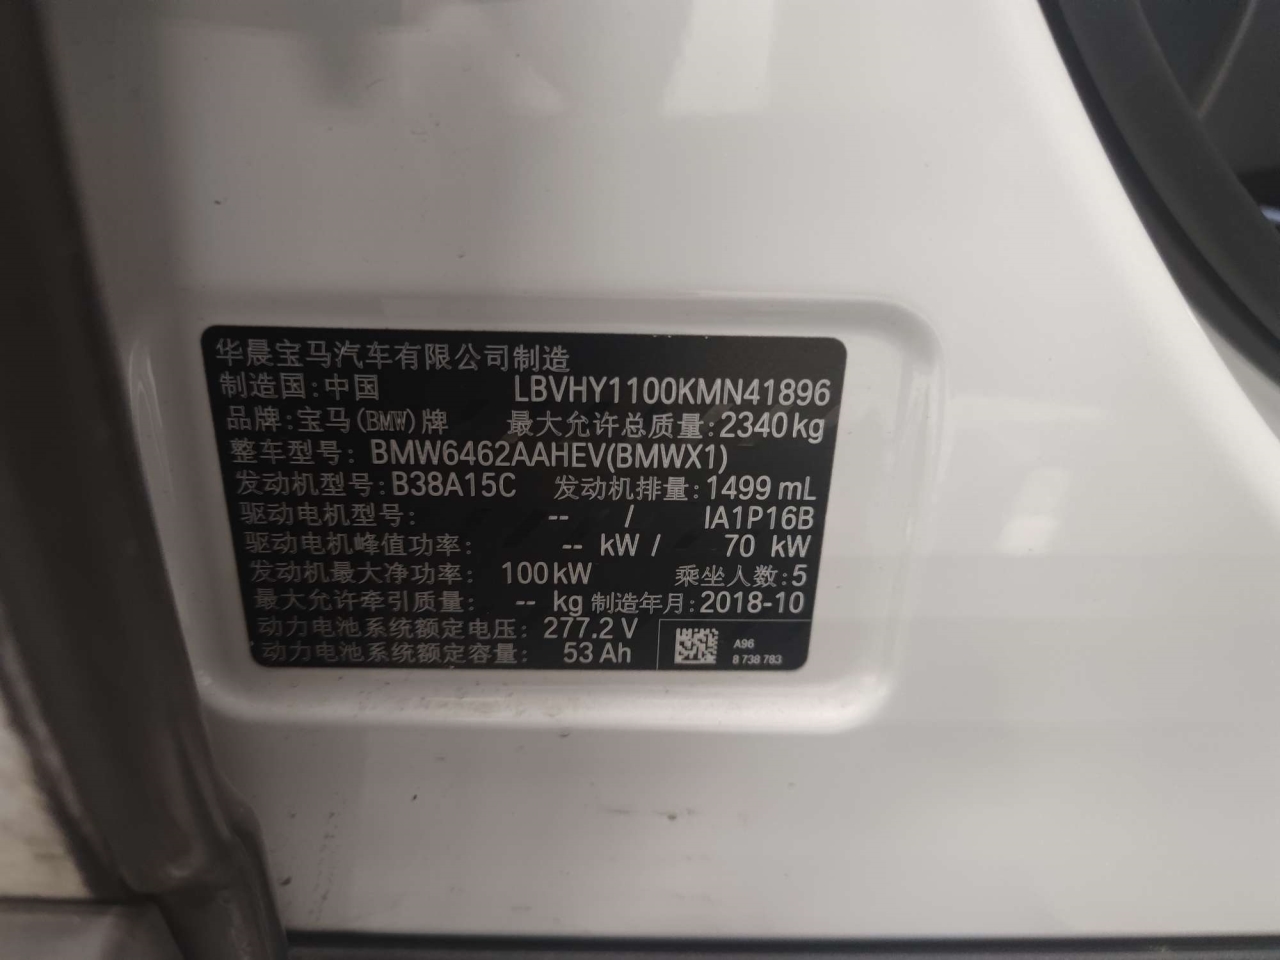 华晨宝马汽车有限公司制造
制造国:中国 LBVHY1100KMN41896
品牌:宝马(BMW)牌 最大允许总质量:2340kg
整车型号: BMW6462AAHEV(BMWX1)
发动机型号:B38A15C 发动机排量:1499 mL
驱动电机型号: -- / IA1P16B
驱动电机峰值功率: -- kW / 70 kW
发动机最大净功率: 100kW 乘坐人数:5
最大允许牵引质量: -- kg 制造年月:2018-10
动力电池系统额定电压: 277.2 V
动力电池系统额定容量: 53 Ah
A96
8 738 783